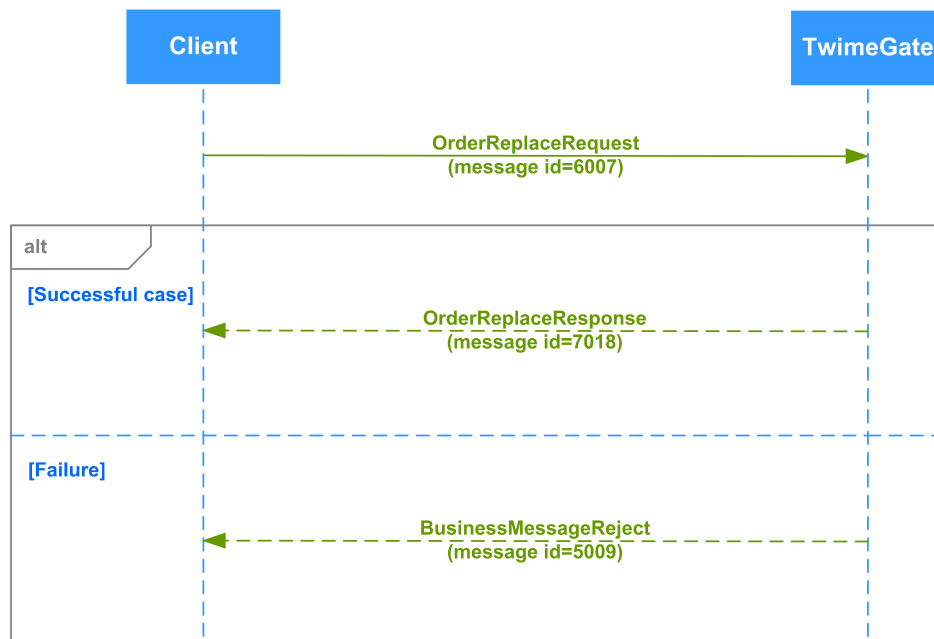 Client
TwimeGate
OrderReplaceRequest
(message id=6007)
alt
[Successful case]
OrderReplaceResponse
(message id=7018)
[Failure]
BusinessMessageReject
(message id=5009)